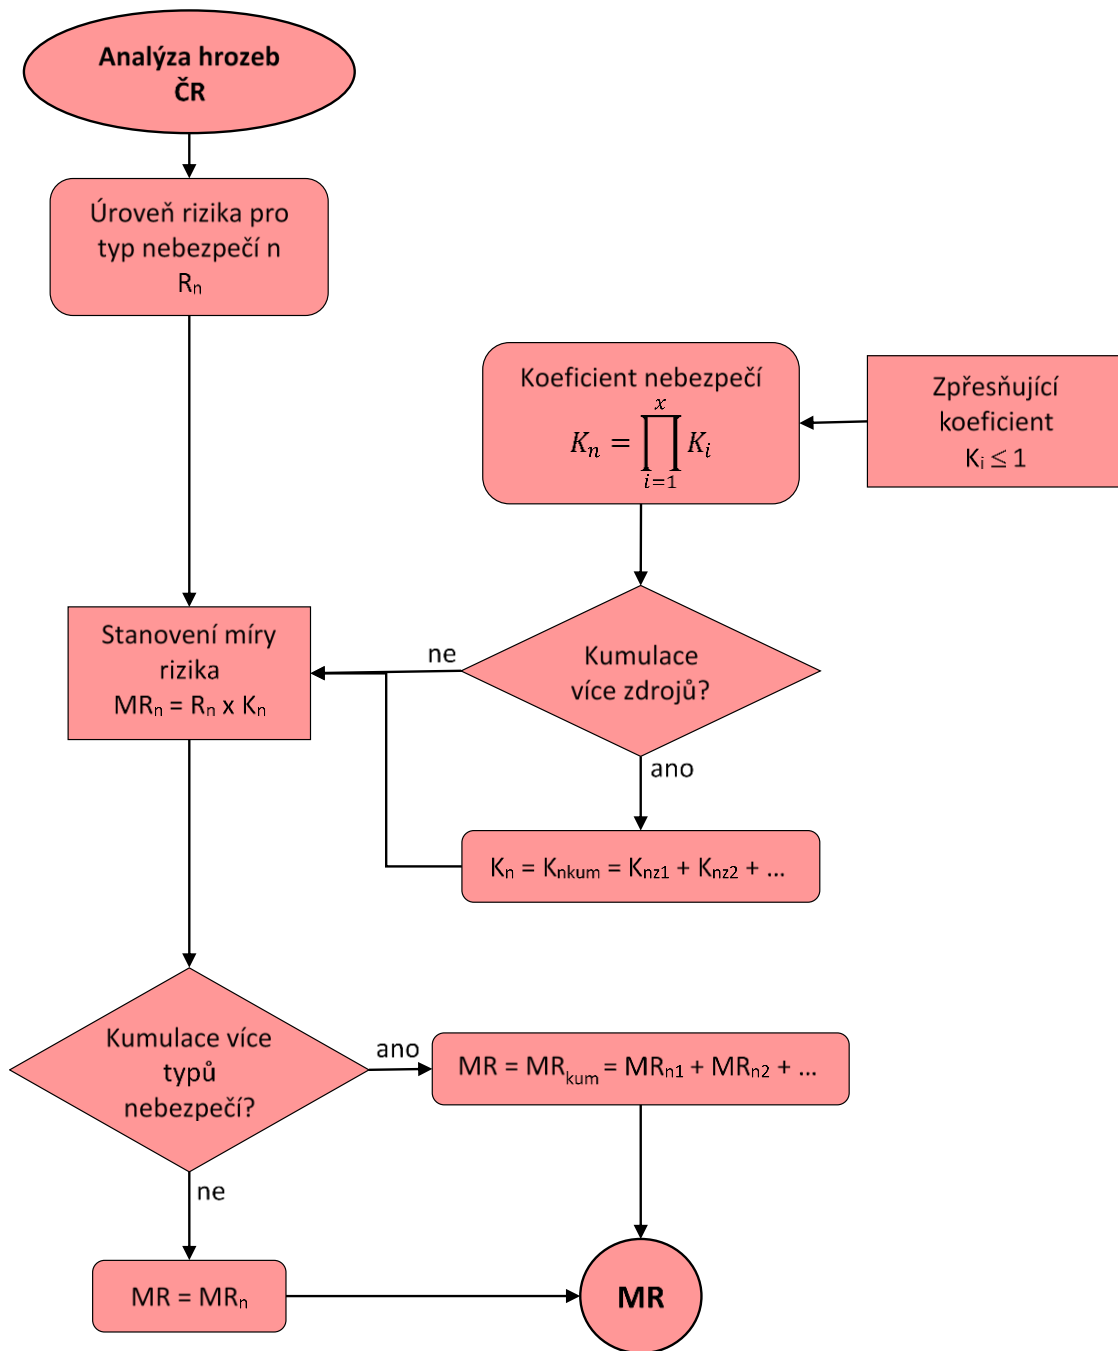 Analýza hrozeb
ČR
Úroveň rizika pro
typ nebezpečí n
Rₙ
Koeficient nebezpečí
Kₙ = ∏ˣᵢ₌₁ Kᵢ
Zpřesňující
koeficient
Kᵢ ≤ 1
Stanovení míry
rizika
MRₙ = Rₙ x Kₙ
ne
Kumulace
více zdrojů?
ano
Kₙ = Kₙₖᵤₘ = Kₙz₁ + Kₙz₂ + ...
Kumulace více
typů
nebezpečí?
ano
MR = MRₖᵤₘ = MRₙ₁ + MRₙ₂ + ...
ne
MR = MRₙ
MR